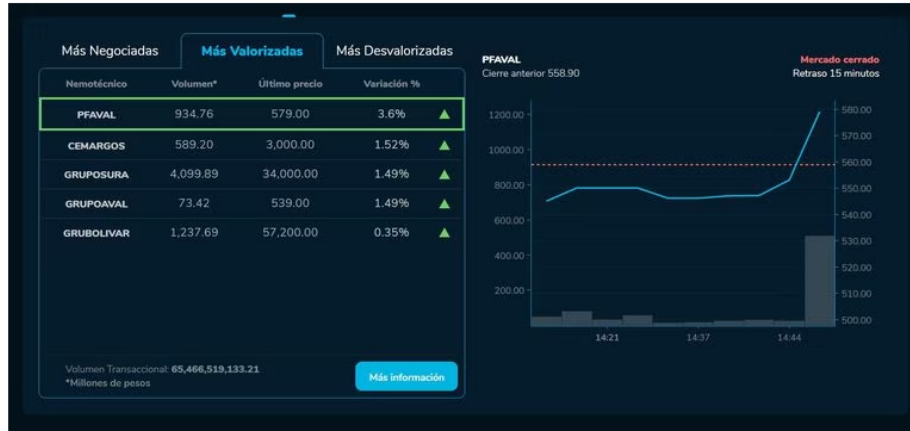 Más Negociadas
Más Valorizadas
Más Desvalorizadas
Nemotécnico Volumen* Último precio Variación %
PFAVAL 934.76 579.00 3.6%
CEMARGOS 589.20 3,000.00 1.52%
GRUPOSURA 4,099.89 34,000.00 1.49%
GRUPOAVAL 73.42 539.00 1.49%
GRUBOLIVAR 1,237.69 57,200.00 0.35%
Volumen Transaccional: 65,466,519,133.21
*Millones de pesos
Más información
PFAVAL
Cierre anterior 558.90
Mercado cerrado
Retraso 15 minutos
1200.00
1000.00
800.00
600.00
400.00
200.00
580.00
570.00
560.00
550.00
540.00
530.00
520.00
510.00
500.00
14:21 14:37 14:44